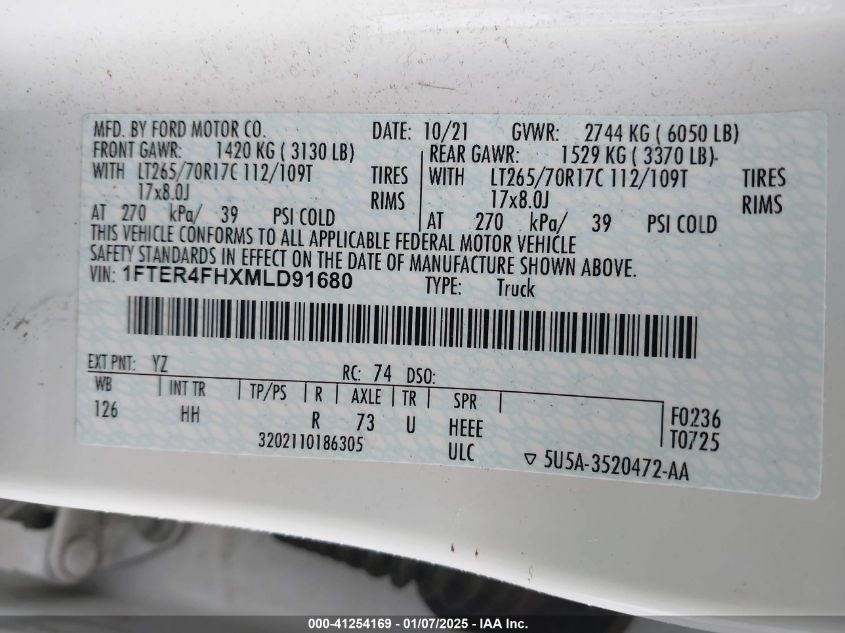 MFD. BY FORD MOTOR CO. DATE: 10/21 GVWR: 2744 KG ( 6050 LB)
FRONT GAWR: 1420 KG ( 3130 LB) REAR GAWR: 1529 KG ( 3370 LB)
WITH LT265/70R17C 112/109T TIRES WITH LT265/70R17C 112/109T TIRES
17x8.0J RIMS 17x8.0J RIMS
AT 270 kPa/ 39 PSI COLD AT 270 kPa/ 39 PSI COLD
THIS VEHICLE CONFORMS TO ALL APPLICABLE FEDERAL MOTOR VEHICLE
SAFETY STANDARDS IN EFFECT ON THE DATE OF MANUFACTURE SHOWN ABOVE.
VIN: 1FTER4FHXMLD91680 TYPE: Truck
EXT PNT: YZ RC: 74 DSO:
WB INT TR TP/PS R AXLE TR SPR
126 HH R 73 U HEEE F0236
3202110186305 ULC T0725
▽ 5U5A-3520472-AA
000-41254169 - 01/07/2025 - IAA Inc.